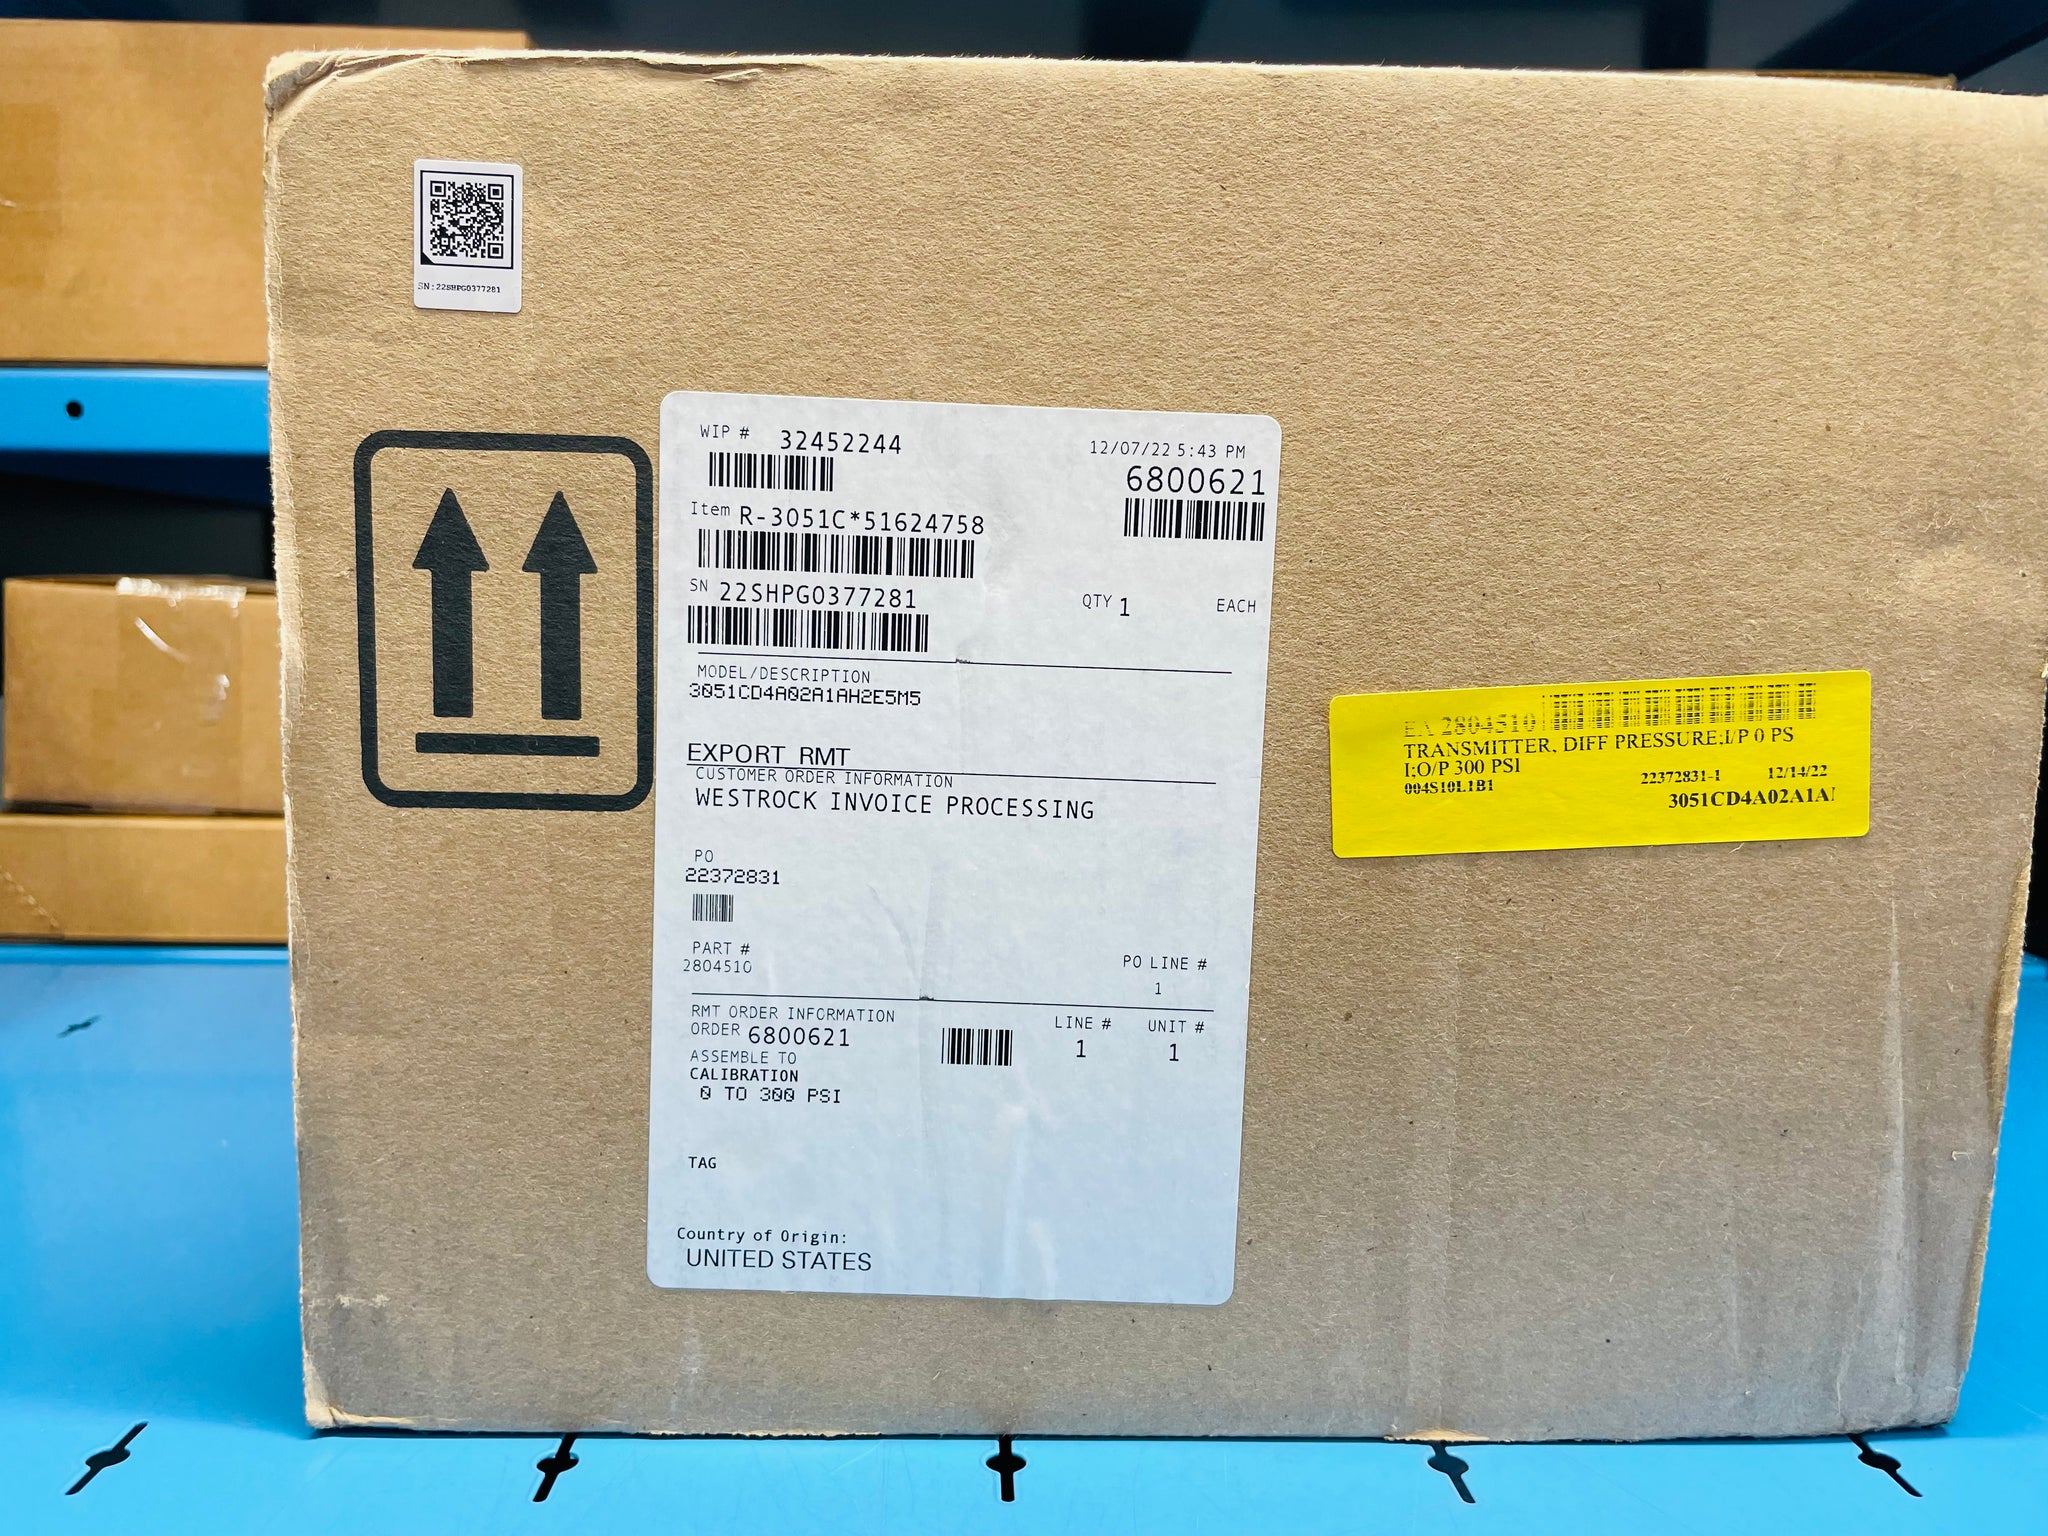 SN:22SHPG0377281
WIP # 32452244
12/07/22 5:43 PM
6800621
Item R-3051C*51624758
SN 22SHPG0377281
QTY 1 EACH
MODEL/DESCRIPTION
3051CD4A02A1AH2E5M5
EXPORT RMT
CUSTOMER ORDER INFORMATION
WESTROCK INVOICE PROCESSING
PO
22372831
PART #
2804510
PO LINE #
1
RMT ORDER INFORMATION
ORDER 6800621
LINE # UNIT #
1 1
ASSEMBLE TO
CALIBRATION
0 TO 300 PSI
TAG
Country of Origin:
UNITED STATES
EA 2804510
TRANSMITTER, DIFF PRESSURE;I/P 0 PS
I;O/P 300 PSI
22372831-1 12/14/22
004S10L1B1
3051CD4A02A1A